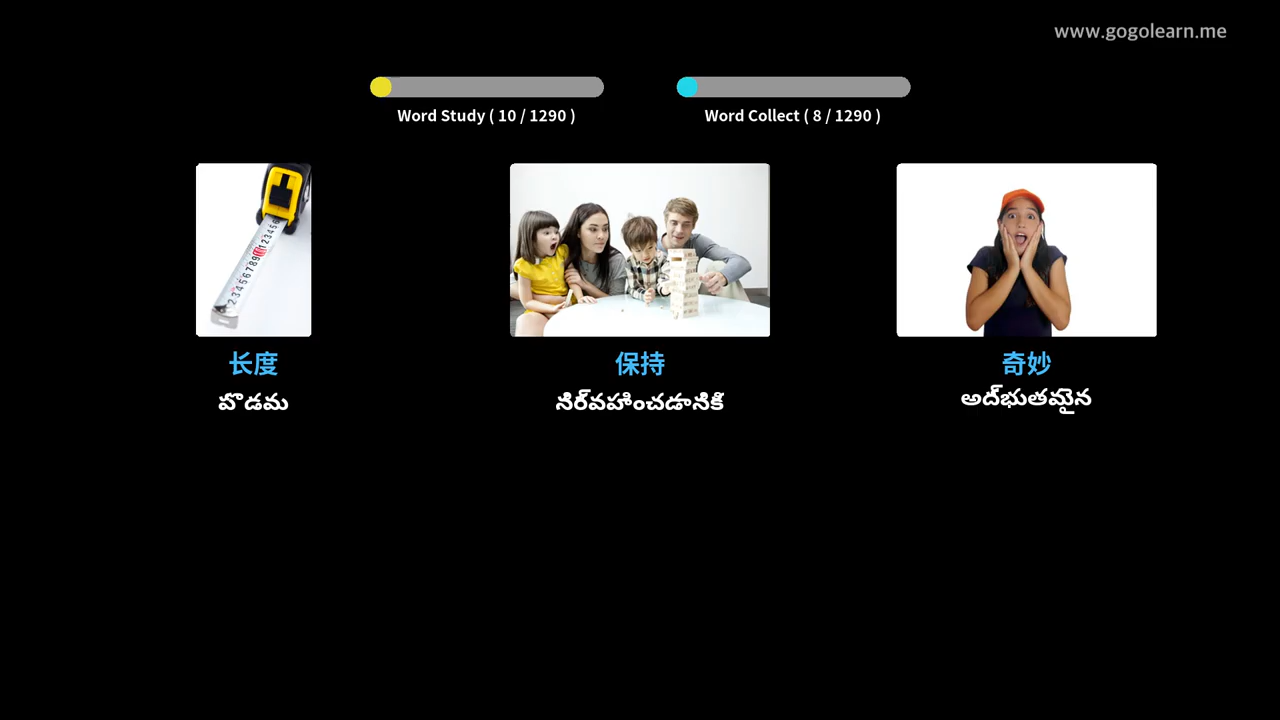 www.gogolearn.me
Word Study ( 10 / 1290 )
Word Collect ( 8 / 1290 )
长度
保持
奇妙
పొడవు
నిర్‌వహించడానికి
అద్‌భుతమైన